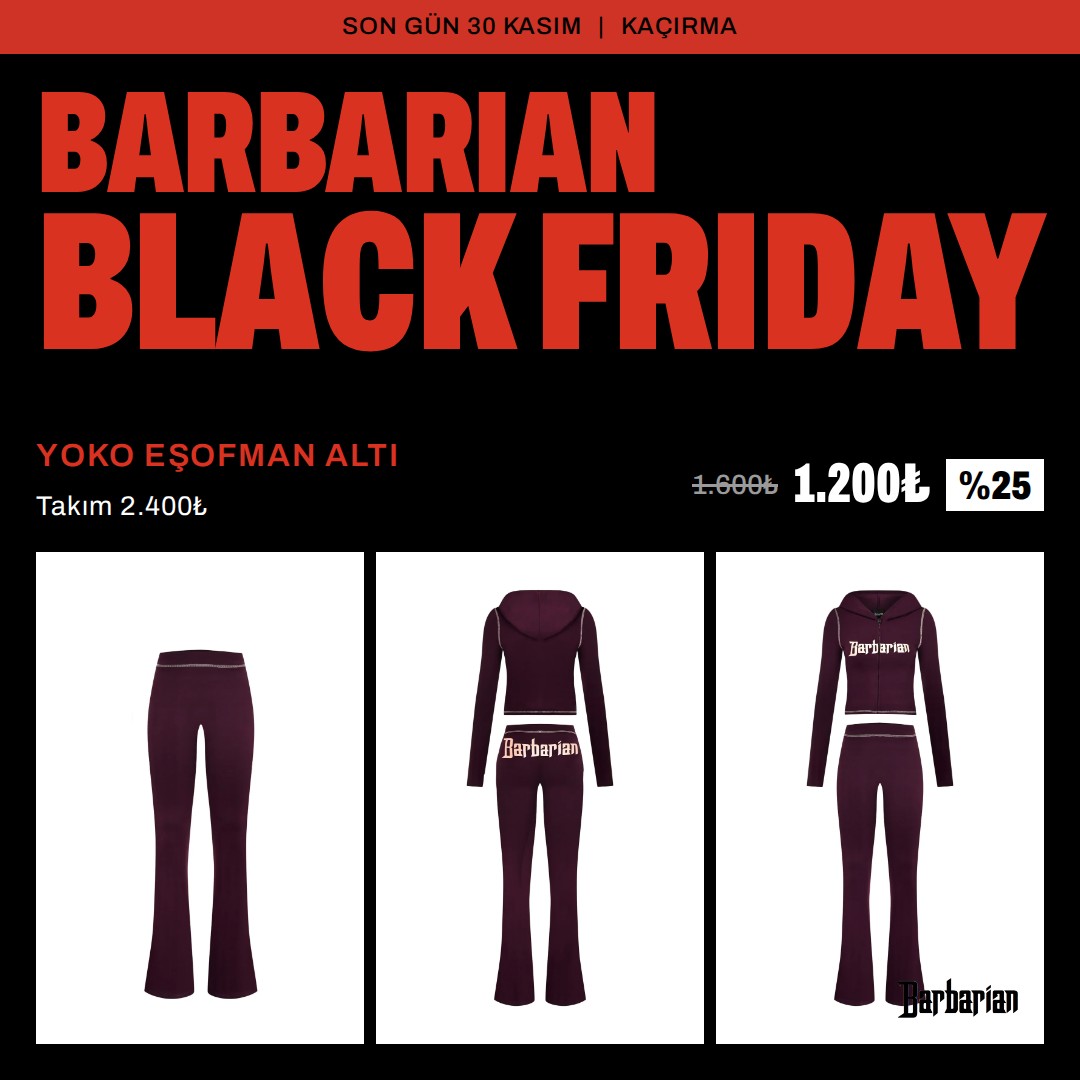 SON GÜN 30 KASIM | KAÇIRMA
BARBARIAN
BLACK FRIDAY
YOKO EŞOFMAN ALTI
Takım 2.400₺
1.600₺ 1.200₺ %25
Barbarian
Barbarian
Barbarian